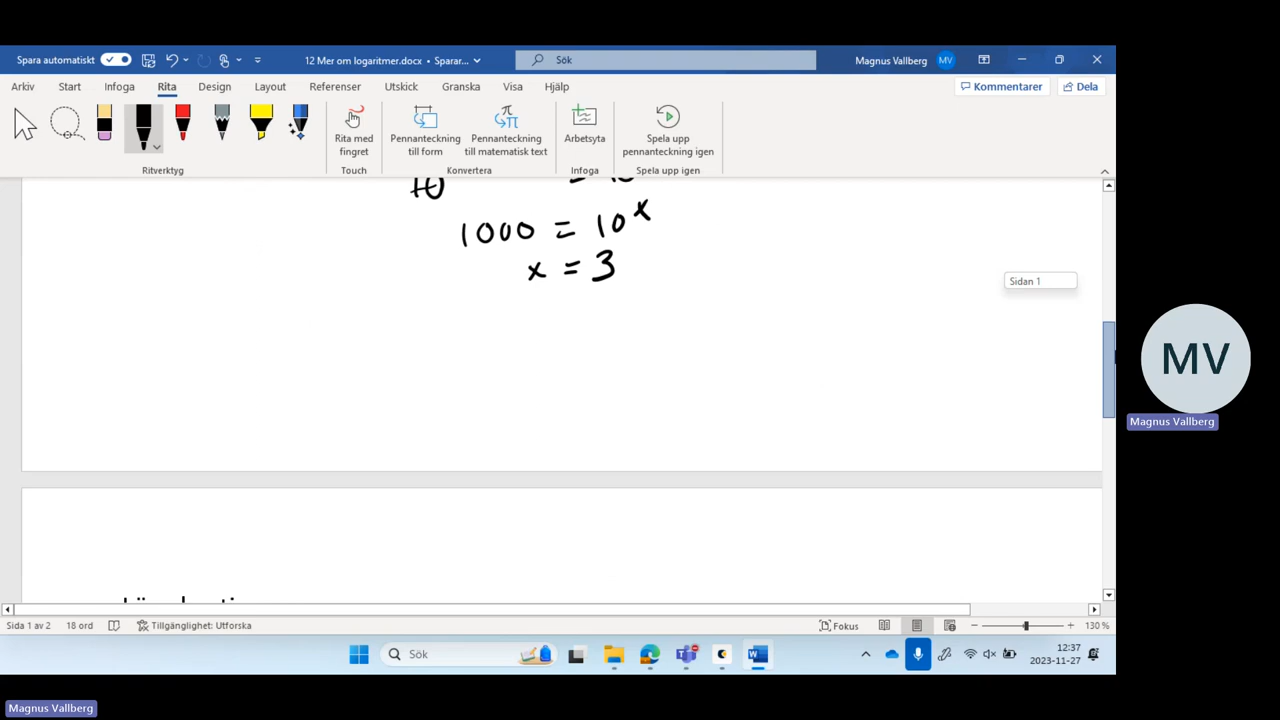 Spara automatiskt
12 Mer om logaritmer.docx • Sparar...
Sök
Magnus Vallberg MV
Arkiv Start Infoga Rita Design Layout Referenser Utskick Granska Visa Hjälp
Kommentarer Dela
Rita med fingret
Pennanteckning till form
Pennanteckning till matematisk text
Arbetsyta
Spela upp pennanteckning igen
Ritverktyg Touch Konvertera Infoga Spela upp igen
1000 = 10^x
x = 3
Sidan 1
MV
Magnus Vallberg
Sida 1 av 2 18 ord Tillgänglighet: Utforska Fokus 130 %
Sök
12:37
2023-11-27
Magnus Vallberg